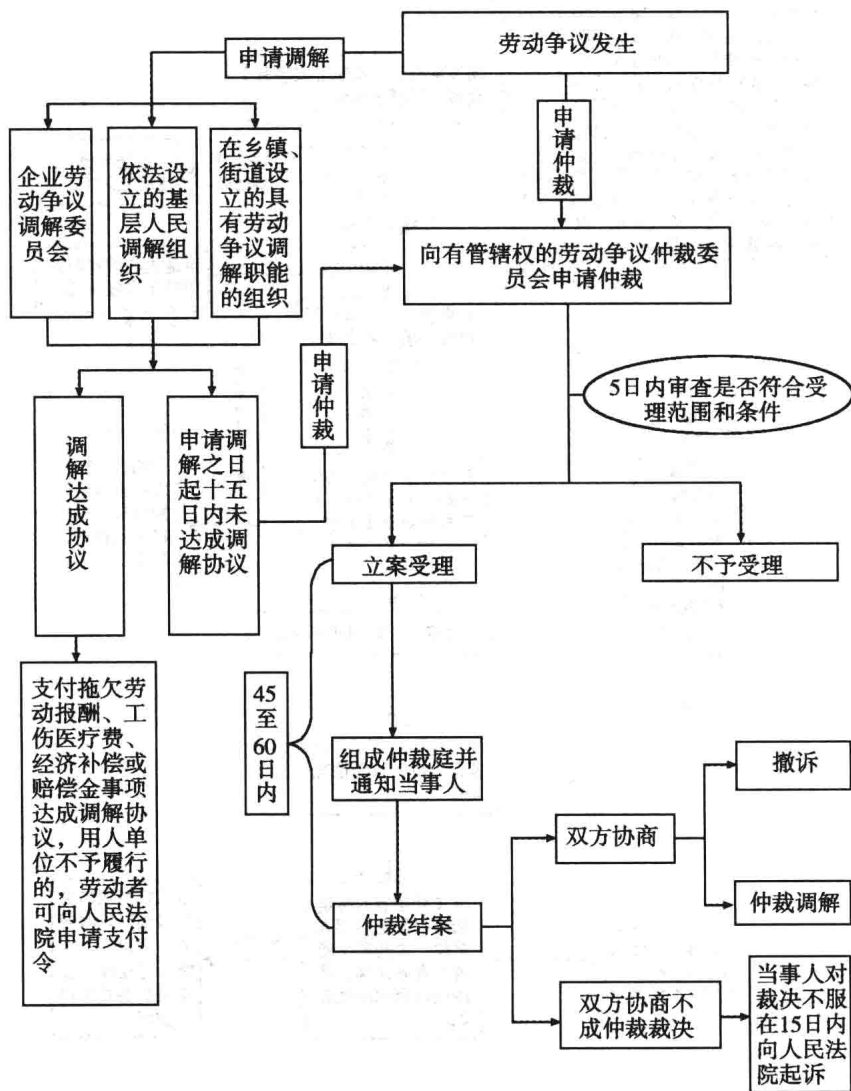 劳动争议发生
申请调解
申请仲裁
企业劳
动争议
调解委
员会
依法设
立的基
层人民
调解组
织
在乡镇、
街道设
立的具
有劳动
争议调
解职能
的组织
向有管辖权的劳动争议仲裁委
员会申请仲裁
申请仲裁
5日内审查是否符合受
理范围和条件
调解达成协议
申请调
解之日
起十五
日内未
达成调
解协议
立案受理
不予受理
支付拖欠劳
动报酬、工
伤医疗费、
经济补偿或
赔偿金事项
达成调解协
议，用人单
位不予履行
的，劳动者
可向人民法
院申请支付
令
45
至
60
日内
组成仲裁庭并
通知当事人
撤诉
双方协商
仲裁调解
仲裁结案
双方协商不
成仲裁裁决
当事人对
裁决不服
在15日内
向人民法
院起诉